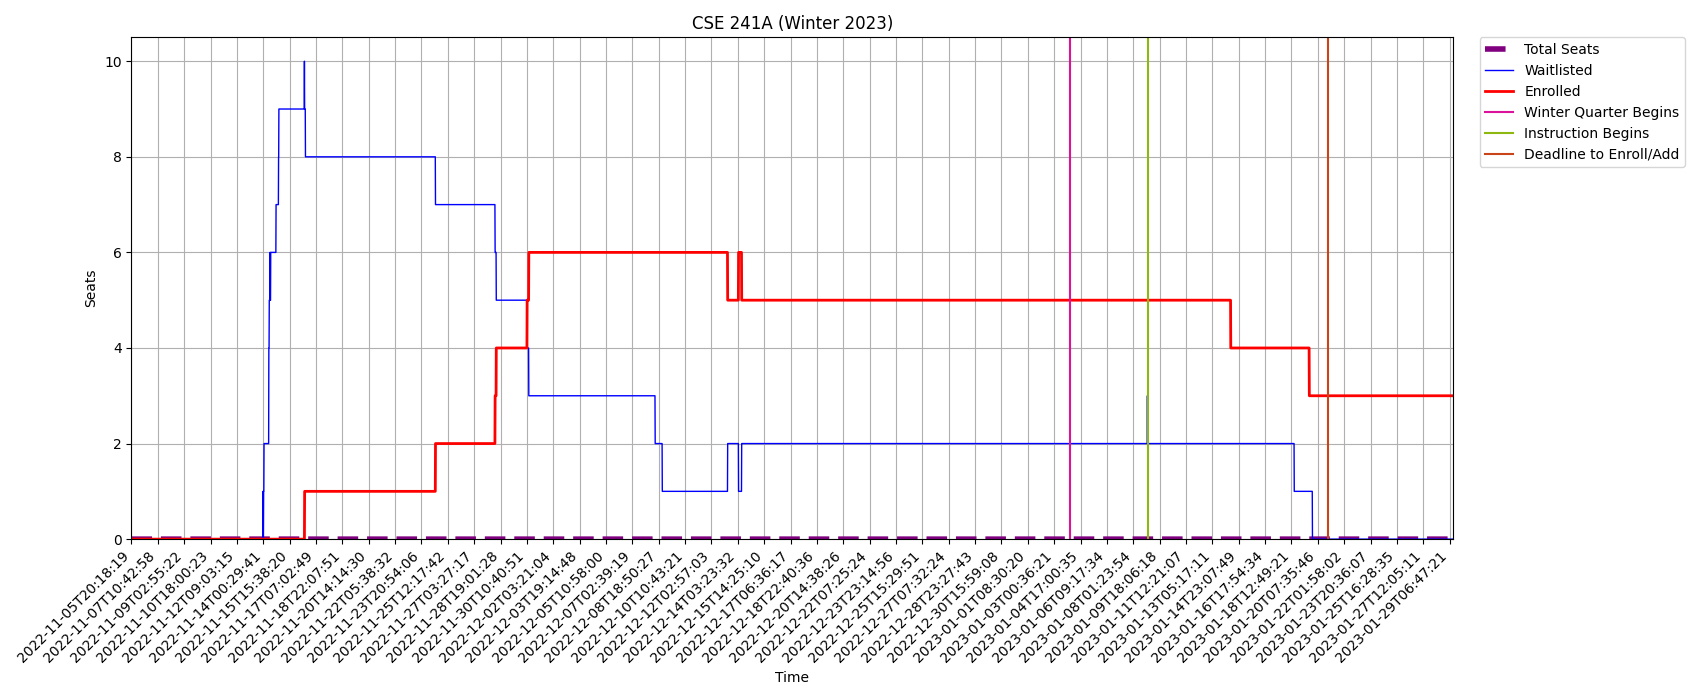 CSE 241A (Winter 2023)
Total Seats
Waitlisted
Enrolled
Winter Quarter Begins
Instruction Begins
Deadline to Enroll/Add
Seats
10
8
6
4
2
0
2022-11-05T20:18:19
2022-11-07T10:42:58
2022-11-09T02:55:22
2022-11-10T18:00:23
2022-11-12T09:03:15
2022-11-14T00:29:41
2022-11-15T15:38:20
2022-11-17T07:02:49
2022-11-18T22:07:51
2022-11-20T14:14:30
2022-11-22T05:38:32
2022-11-23T20:54:06
2022-11-25T12:17:42
2022-11-27T03:27:17
2022-11-28T19:01:28
2022-11-30T10:40:51
2022-12-02T03:21:04
2022-12-03T19:14:48
2022-12-05T10:58:00
2022-12-07T02:39:19
2022-12-08T18:50:27
2022-12-10T10:43:21
2022-12-12T02:57:03
2022-12-14T03:23:32
2022-12-15T14:25:10
2022-12-17T06:36:17
2022-12-18T22:40:36
2022-12-20T14:38:26
2022-12-22T07:25:24
2022-12-23T23:14:56
2022-12-25T15:29:51
2022-12-27T07:32:24
2022-12-28T23:27:43
2022-12-30T15:59:08
2023-01-01T08:30:20
2023-01-03T00:36:21
2023-01-04T17:00:35
2023-01-06T09:17:34
2023-01-08T01:23:54
2023-01-09T18:06:18
2023-01-11T12:21:07
2023-01-13T05:17:11
2023-01-14T23:07:49
2023-01-16T17:54:34
2023-01-18T12:49:21
2023-01-20T07:35:46
2023-01-22T01:58:02
2023-01-23T20:36:07
2023-01-25T16:28:35
2023-01-27T12:05:11
2023-01-29T06:47:21
Time